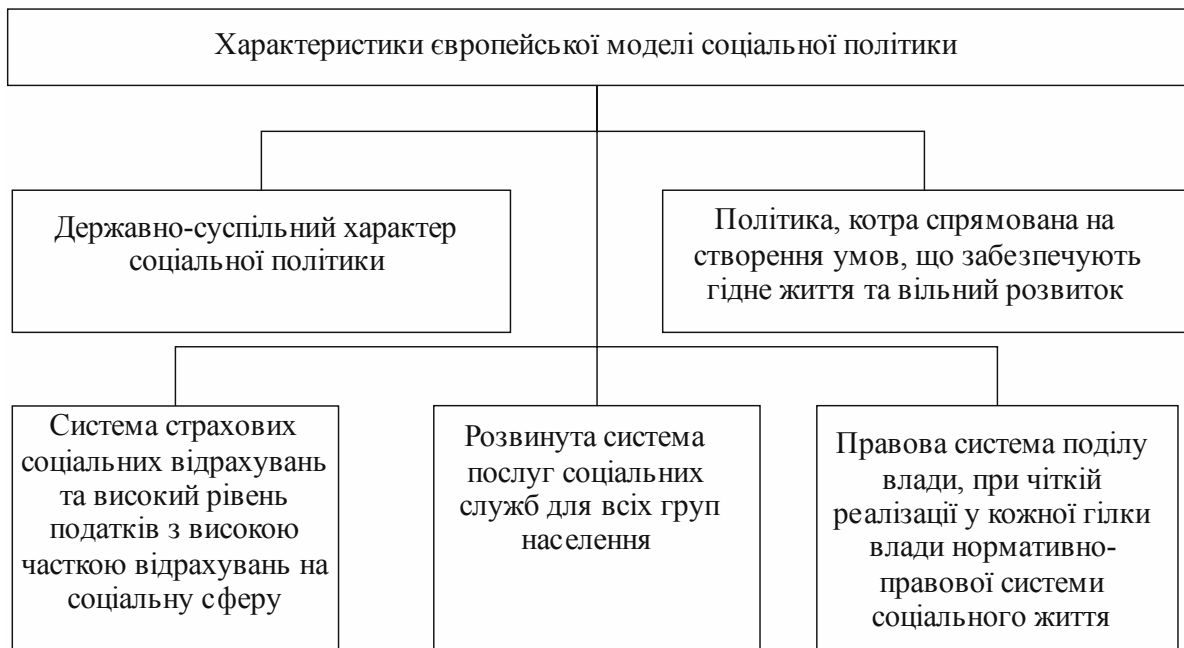 Характеристики європейської моделі соціальної політики
Державно-суспільний характер
соціальної політики
Політика, котра спрямована на
створення умов, що забезпечують
гідне життя та вільний розвиток
Система страхових
соціальних відрахувань
та високий рівень
податків з високою
часткою відрахувань на
соціальну сферу
Розвинута система
послуг соціальних
служб для всіх груп
населення
Правова система поділу
влади, при чіткій
реалізації у кожної гілки
влади нормативно-
правової системи
соціального життя